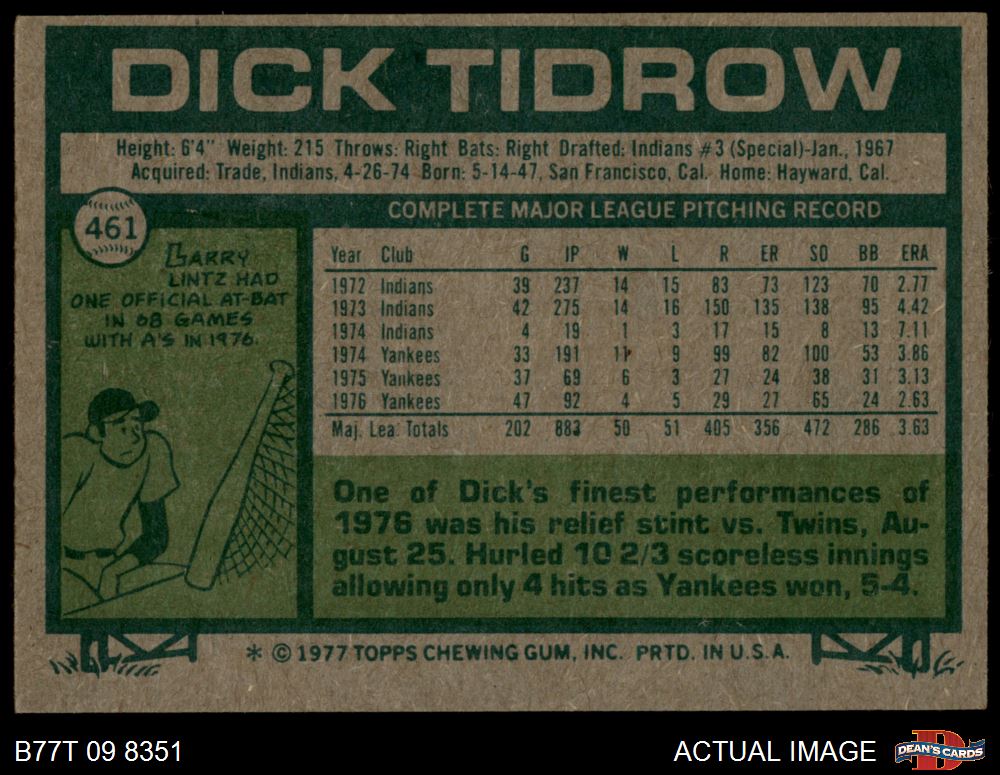 DICK TIDROW
Height: 6'4" Weight: 215 Throws: Right Bats: Right Drafted: Indians #3 (Special)-Jan., 1967
Acquired: Trade, Indians, 4-26-74 Born: 5-14-47, San Francisco, Cal. Home: Hayward, Cal.
461
COMPLETE MAJOR LEAGUE PITCHING RECORD
LARRY
LINTZ HAD
ONE OFFICIAL AT-BAT
IN 68 GAMES
WITH A'S IN 1976.
Year Club G IP W L R ER SO BB ERA
1972 Indians 39 237 14 15 83 73 123 70 2.77
1973 Indians 42 275 14 16 150 135 138 95 4.42
1974 Indians 4 19 1 3 17 15 8 13 7.11
1974 Yankees 33 191 11 9 99 82 100 53 3.86
1975 Yankees 37 69 6 3 27 24 38 31 3.13
1976 Yankees 47 92 4 5 29 27 65 24 2.63
Maj. Lea. Totals 202 883 50 51 405 356 472 286 3.63
One of Dick's finest performances of
1976 was his relief stint vs. Twins, Au-
gust 25. Hurled 10 2/3 scoreless innings
allowing only 4 hits as Yankees won, 5-4.
* © 1977 TOPPS CHEWING GUM, INC. PRTD. IN U.S.A.
B77T 09 8351
ACTUAL IMAGE
D
DEAN'S CARDS